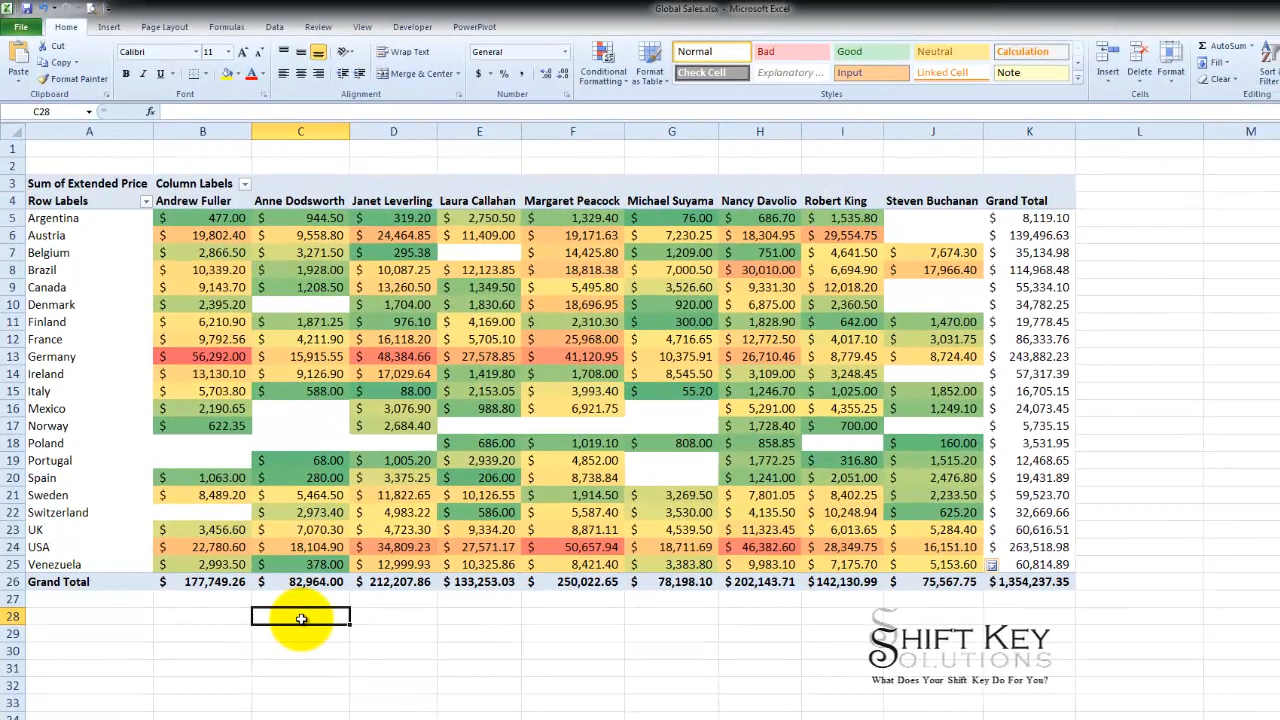 Global Sales.xlsx - Microsoft Excel
File Home Insert Page Layout Formulas Data Review View Developer PowerPivot
Paste Cut Copy Format Painter Clipboard
Calibri 11 A A B I U A Font
Wrap Text Merge & Center Alignment
General $ % , Number
Conditional Formatting Format as Table
Normal Bad Good Neutral Calculation
Check Cell Explanatory ... Input Linked Cell Note
Styles
Insert Delete Format Cells
AutoSum Fill Clear Sort Filter
C28 fx
A B C D E F G H I J K L M
1
2
3 Sum of Extended Price Column Labels
4 Row Labels Andrew Fuller Anne Dodsworth Janet Leverling Laura Callahan Margaret Peacock Michael Suyama Nancy Davolio Robert King Steven Buchanan Grand Total
5 Argentina $ 477.00 $ 944.50 $ 319.20 $ 2,750.50 $ 1,329.40 $ 76.00 $ 686.70 $ 1,535.80 $ 8,119.10
6 Austria $ 19,802.40 $ 9,558.80 $ 24,464.85 $ 11,409.00 $ 19,171.63 $ 7,230.25 $ 18,304.95 $ 29,554.75 $ 139,496.63
7 Belgium $ 2,866.50 $ 3,271.50 $ 295.38 $ 14,425.80 $ 1,209.00 $ 751.00 $ 4,641.50 $ 7,674.30 $ 35,134.98
8 Brazil $ 10,339.20 $ 1,928.00 $ 10,087.25 $ 12,123.85 $ 18,818.38 $ 7,000.50 $ 30,010.00 $ 6,694.90 $ 17,966.40 $ 114,968.48
9 Canada $ 9,143.70 $ 1,208.50 $ 13,260.50 $ 1,349.50 $ 5,495.80 $ 3,526.60 $ 9,331.30 $ 12,018.20 $ 55,334.10
10 Denmark $ 2,395.20 $ 1,704.00 $ 1,830.60 $ 18,696.95 $ 920.00 $ 6,875.00 $ 2,360.50 $ 34,782.25
11 Finland $ 6,210.90 $ 1,871.25 $ 976.10 $ 4,169.00 $ 2,310.30 $ 300.00 $ 1,828.90 $ 642.00 $ 1,470.00 $ 19,778.45
12 France $ 9,792.56 $ 4,211.90 $ 16,118.20 $ 5,705.10 $ 25,968.00 $ 4,716.65 $ 12,772.50 $ 4,017.10 $ 3,031.75 $ 86,333.76
13 Germany $ 56,292.00 $ 15,915.55 $ 48,384.66 $ 27,578.85 $ 41,120.95 $ 10,375.91 $ 26,710.46 $ 8,779.45 $ 8,724.40 $ 243,882.23
14 Ireland $ 13,130.10 $ 9,126.90 $ 17,029.64 $ 1,419.80 $ 1,708.00 $ 8,545.50 $ 3,109.00 $ 3,248.45 $ 57,317.39
15 Italy $ 5,703.80 $ 588.00 $ 88.00 $ 2,153.05 $ 3,993.40 $ 55.20 $ 1,246.70 $ 1,025.00 $ 1,852.00 $ 16,705.15
16 Mexico $ 2,190.65 $ 3,076.90 $ 988.80 $ 6,921.75 $ 5,291.00 $ 4,355.25 $ 1,249.10 $ 24,073.45
17 Norway $ 622.35 $ 2,684.40 $ 1,728.40 $ 700.00 $ 5,735.15
18 Poland $ 686.00 $ 1,019.10 $ 808.00 $ 858.85 $ 160.00 $ 3,531.95
19 Portugal $ 68.00 $ 1,005.20 $ 2,939.20 $ 4,852.00 $ 1,772.25 $ 316.80 $ 1,515.20 $ 12,468.65
20 Spain $ 1,063.00 $ 280.00 $ 3,375.25 $ 206.00 $ 8,738.84 $ 1,241.00 $ 2,051.00 $ 2,476.80 $ 19,431.89
21 Sweden $ 8,489.20 $ 5,464.50 $ 11,822.65 $ 10,126.55 $ 1,914.50 $ 3,269.50 $ 7,801.05 $ 8,402.25 $ 2,233.50 $ 59,523.70
22 Switzerland $ 2,973.40 $ 4,983.22 $ 586.00 $ 5,587.40 $ 3,530.00 $ 4,135.50 $ 10,248.94 $ 625.20 $ 32,669.66
23 UK $ 3,456.60 $ 7,070.30 $ 4,723.30 $ 9,334.20 $ 8,871.11 $ 4,539.50 $ 11,323.45 $ 6,013.65 $ 5,284.40 $ 60,616.51
24 USA $ 22,780.60 $ 18,104.90 $ 34,809.23 $ 27,571.17 $ 50,657.94 $ 18,711.69 $ 46,382.60 $ 28,349.75 $ 16,151.10 $ 263,518.98
25 Venezuela $ 2,993.50 $ 378.00 $ 12,999.93 $ 10,325.86 $ 8,421.40 $ 3,383.80 $ 9,983.10 $ 7,175.70 $ 5,153.60 60,814.89
26 Grand Total $ 177,749.26 $ 82,964.00 $ 212,207.86 $ 133,253.03 $ 250,022.65 $ 78,198.10 $ 202,143.71 $ 142,130.99 $ 75,567.75 $ 1,354,237.35
27
28
29
30
31
32
33
SHIFT KEY
SOLUTIONS
What Does Your Shift Key Do For You?